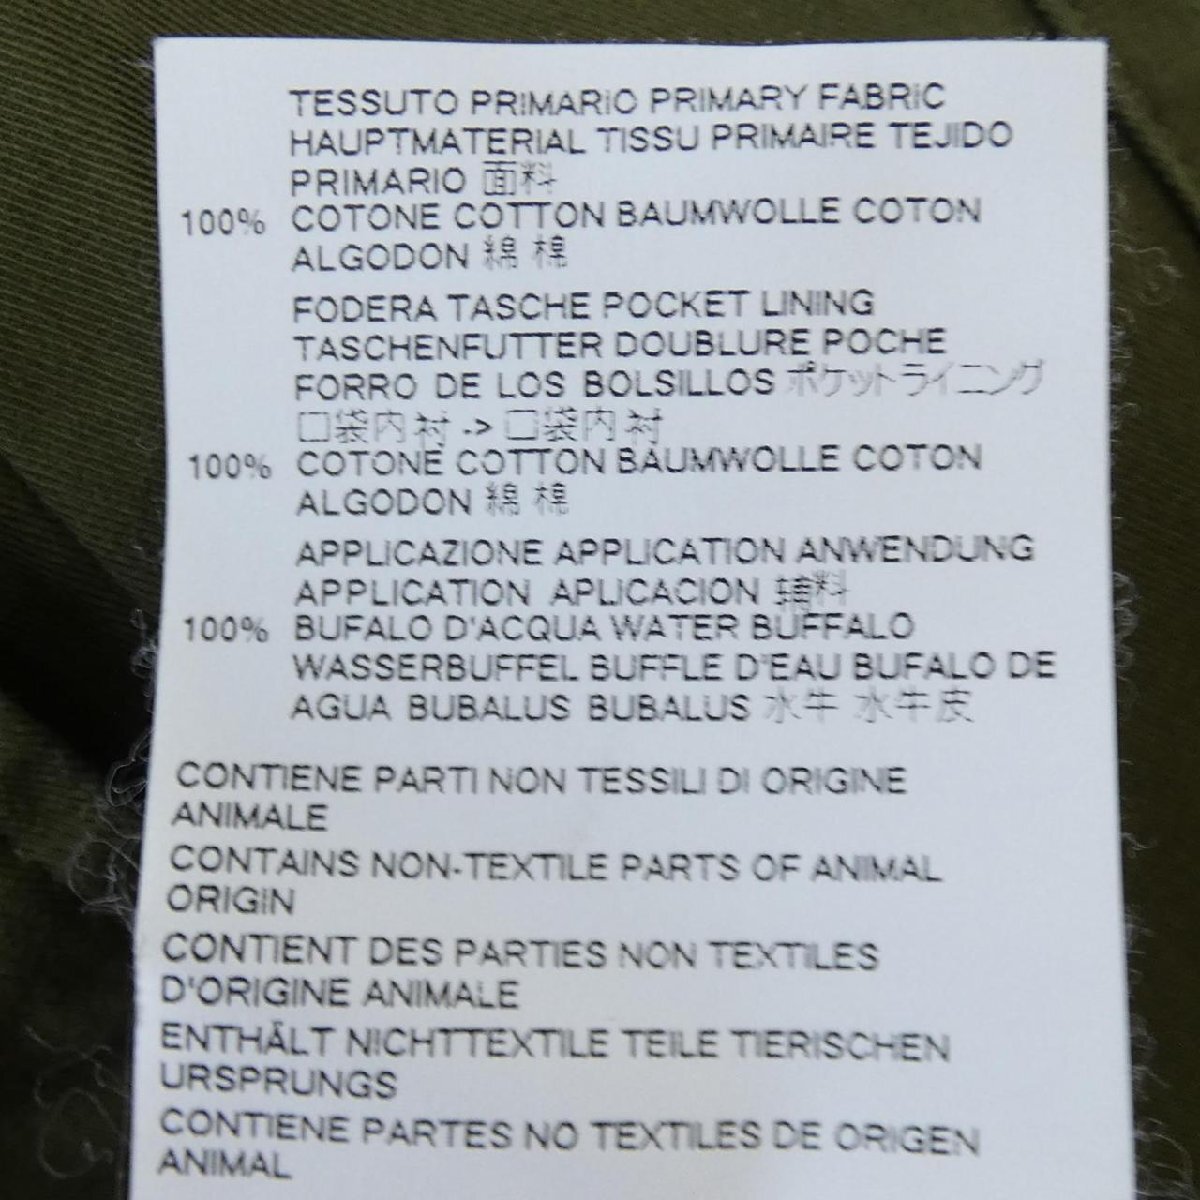 TESSUTO PRIMARIO PRIMARY FABRIC
HAUPTMATERIAL TISSU PRIMAIRE TEJIDO
PRIMARIO 面料
100% COTONE COTTON BAUMWOLLE COTON
ALGODON 綿 棉
FODERA TASCHE POCKET LINING
TASCHENFUTTER DOUBLURE POCHE
FORRO DE LOS BOLSILLOS ポケットライニング
口袋内衬 -> 口袋内衬
100% COTONE COTTON BAUMWOLLE COTON
ALGODON 綿 棉
APPLICAZIONE APPLICATION ANWENDUNG
APPLICATION APLICACION 辅料
100% BUFALO D'ACQUA WATER BUFFALO
WASSERBUFFEL BUFFLE D'EAU BUFALO DE
AGUA BUBALUS BUBALUS 水牛 水牛皮
CONTIENE PARTI NON TESSILI DI ORIGINE
ANIMALE
CONTAINS NON-TEXTILE PARTS OF ANIMAL
ORIGIN
CONTIENT DES PARTIES NON TEXTILES
D'ORIGINE ANIMALE
ENTHÄLT NICHTTEXTILE TEILE TIERISCHEN
URSPRUNGS
CONTIENE PARTES NO TEXTILES DE ORIGEN
ANIMAL